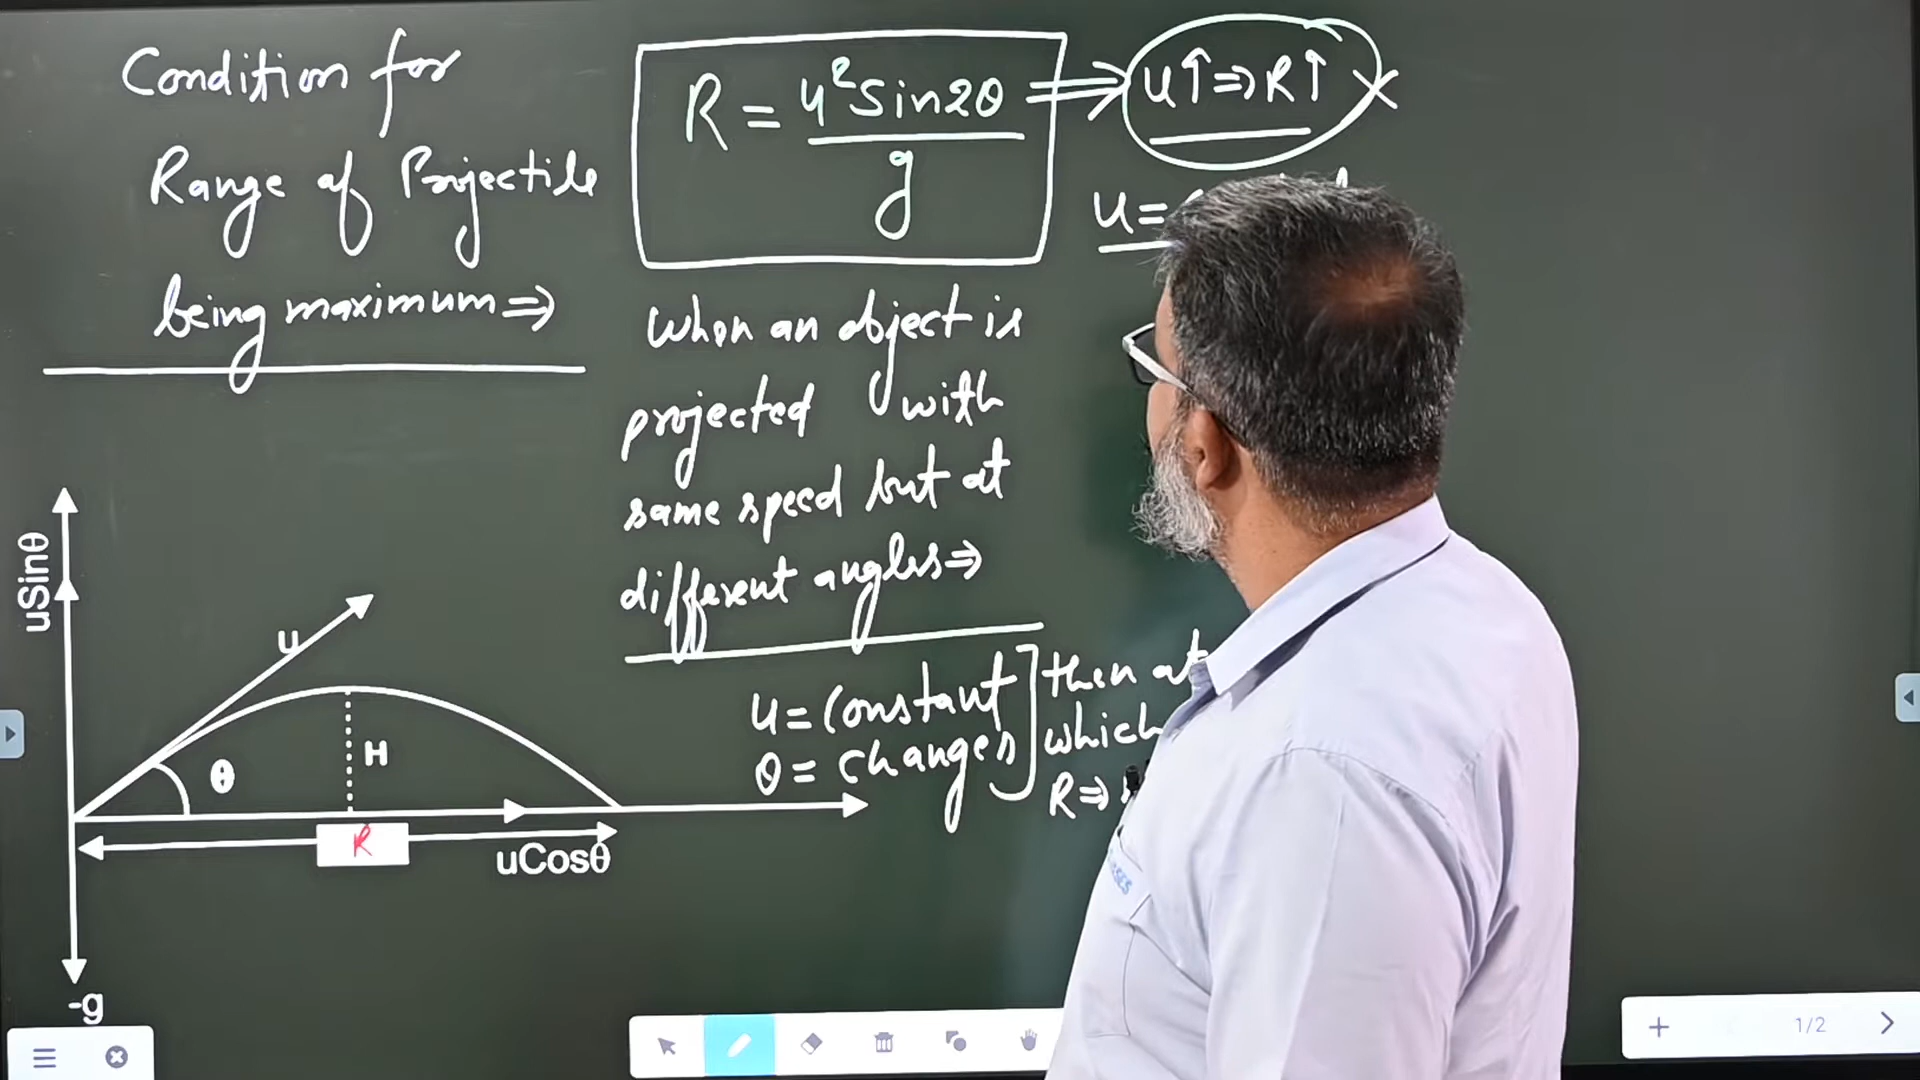 Condition for
Range of Projectile
being maximum ⇒
R = u²Sin2θ / g
⇒ u↑ ⇒ R↑ ×
u =
When an object is
projected with
same speed but at
different angles ⇒
u = Constant
θ = Changes
then at
which
R ⇒
uSinθ
u
θ
H
R
uCosθ
-g
1/2